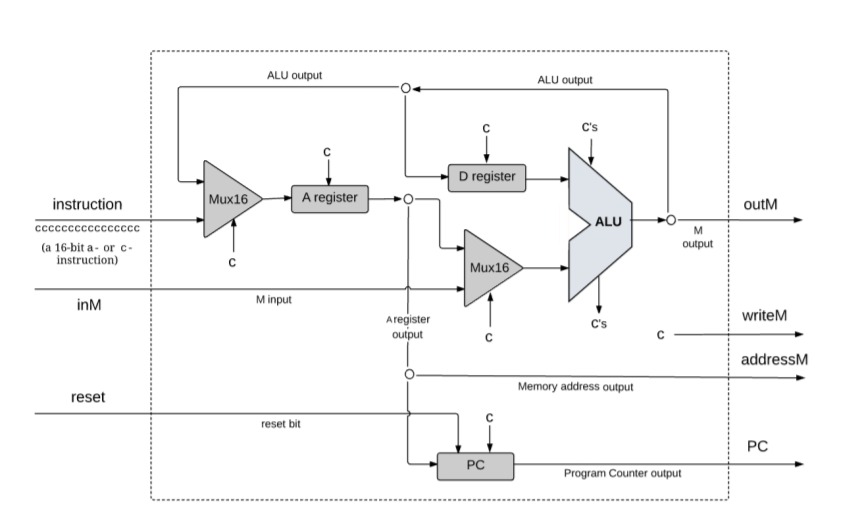 ALU output
ALU output
C
C's
C
D register
Mux16
A register
instruction
cccccccccccccccc
(a 16-bit a- or c-
instruction)
C
ALU
outM
M
output
Mux16
inM
M input
A register
output
C
C's
C
writeM
addressM
Memory address output
reset
reset bit
C
PC
Program Counter output
PC